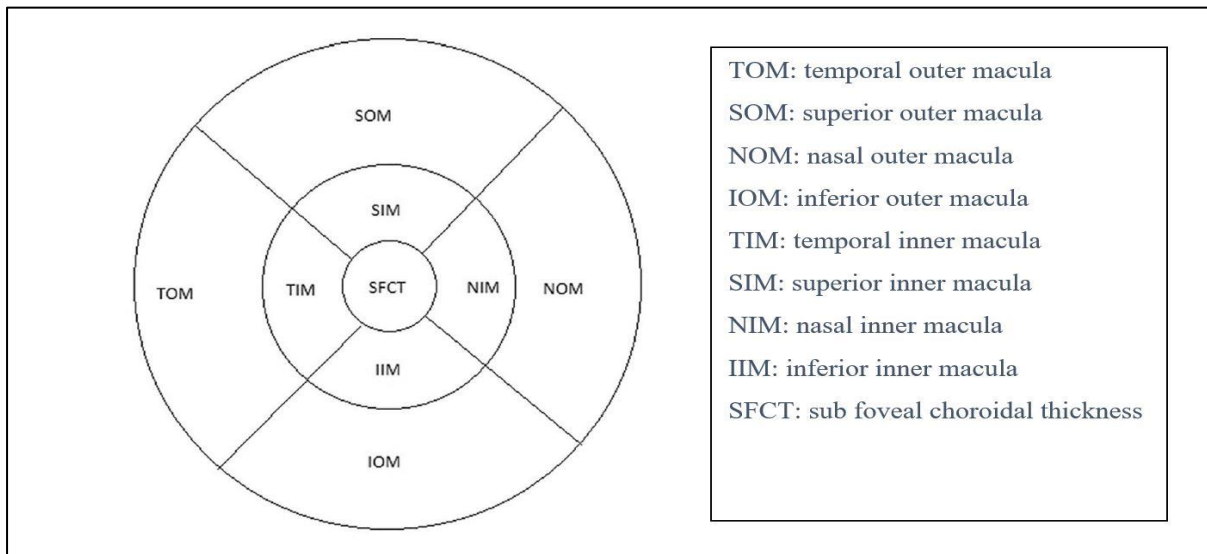 SOM
SIM
TOM
TIM
SFCT
NIM
NOM
IIM
IOM
TOM: temporal outer macula
SOM: superior outer macula
NOM: nasal outer macula
IOM: inferior outer macula
TIM: temporal inner macula
SIM: superior inner macula
NIM: nasal inner macula
IIM: inferior inner macula
SFCT: sub foveal choroidal thickness